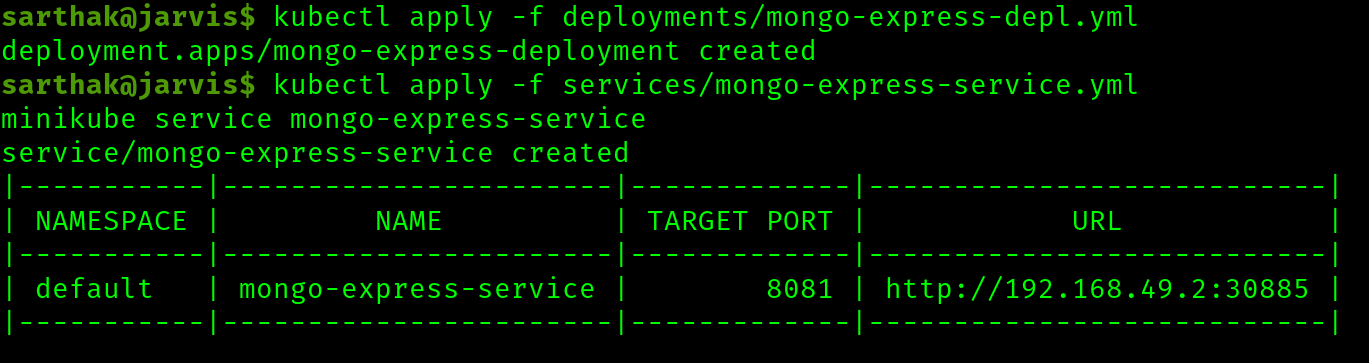 sarthak@jarvis$ kubectl apply -f deployments/mongo-express-depl.yml
deployment.apps/mongo-express-deployment created
sarthak@jarvis$ kubectl apply -f services/mongo-express-service.yml
minikube service mongo-express-service
service/mongo-express-service created
|-----------|-----------------------|-------------|---------------------------|
| NAMESPACE |         NAME          | TARGET PORT |            URL            |
|-----------|-----------------------|-------------|---------------------------|
| default   | mongo-express-service |        8081 | http://192.168.49.2:30885 |
|-----------|-----------------------|-------------|---------------------------|